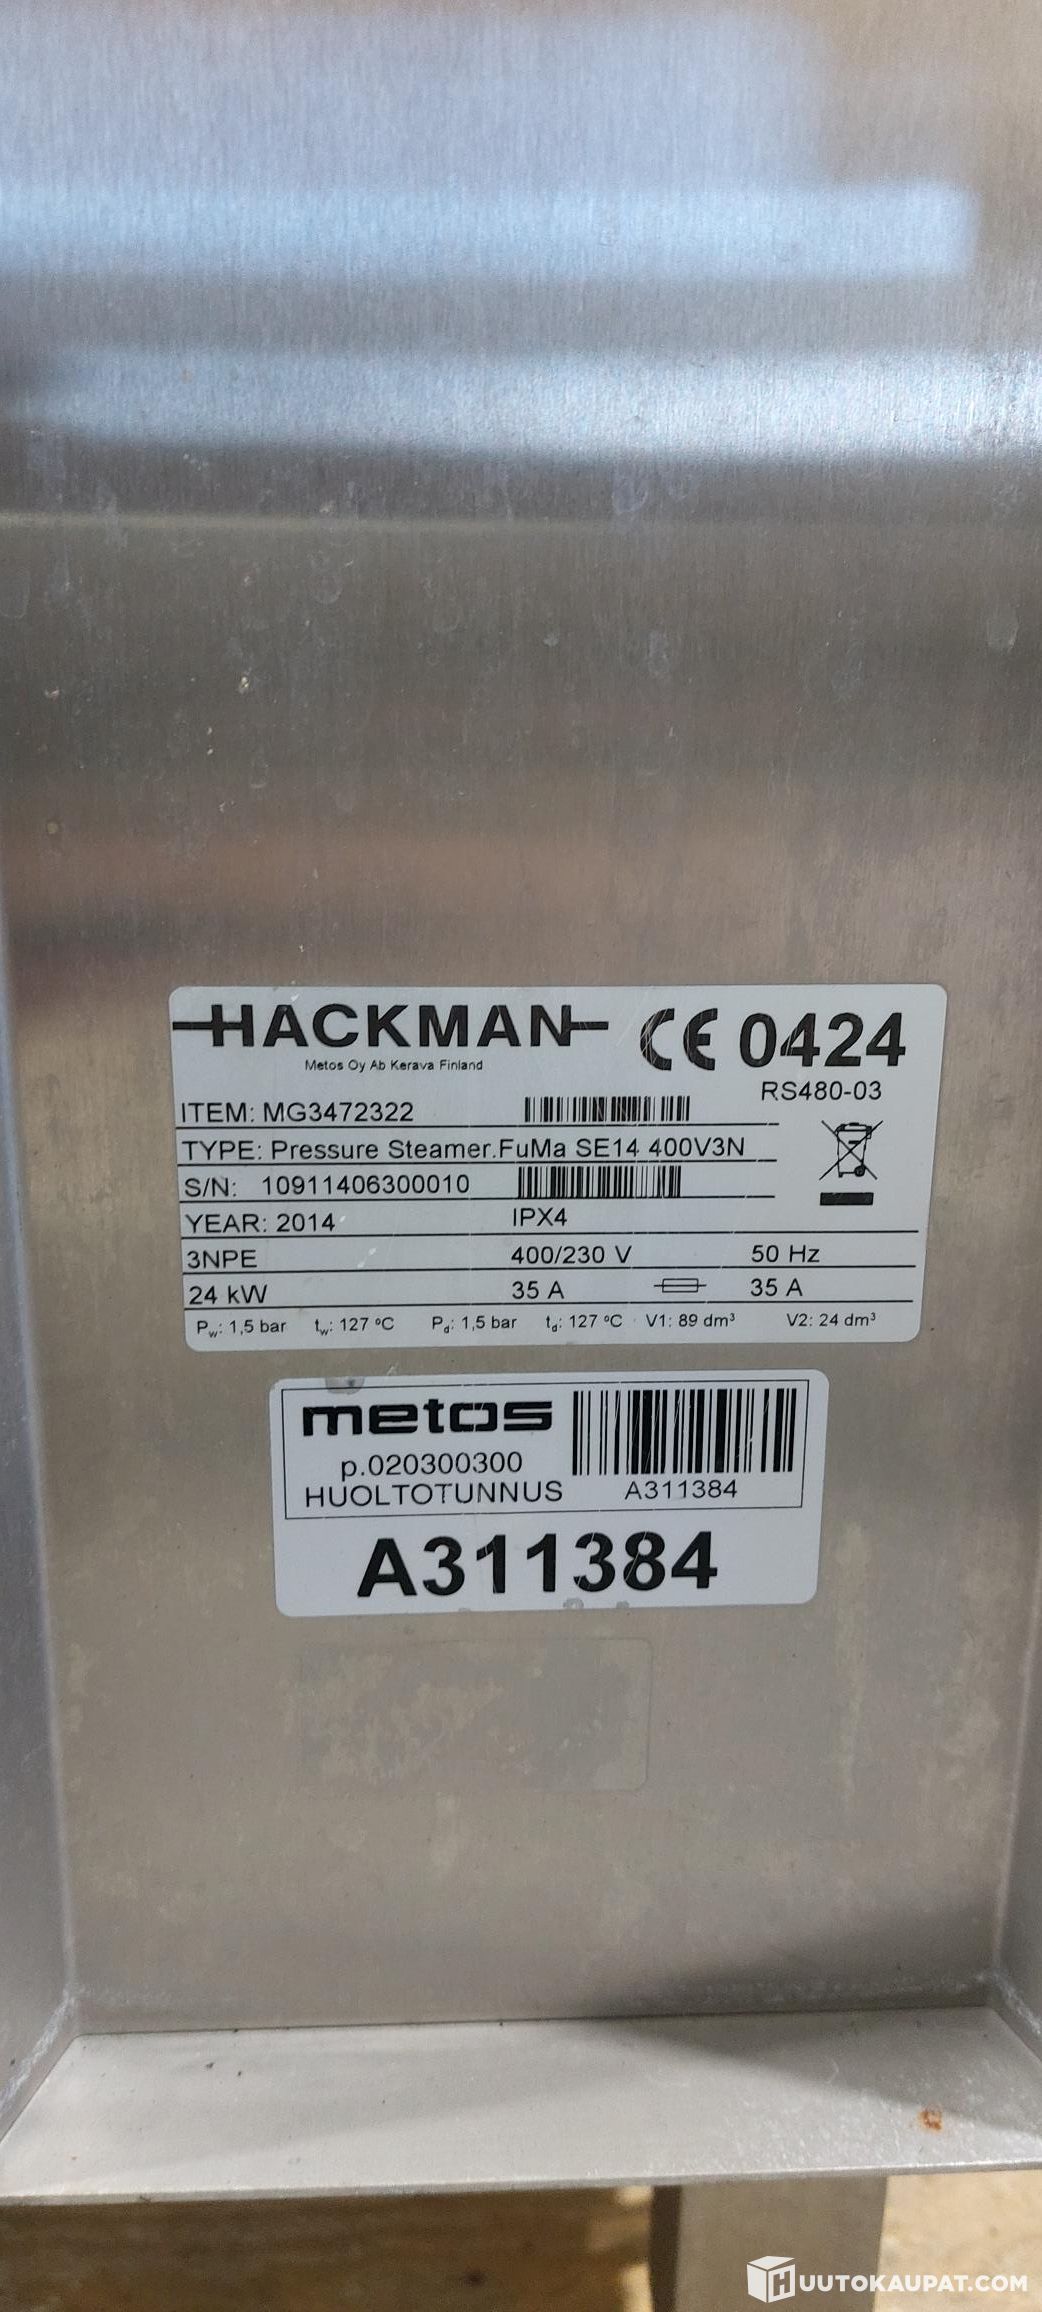 HACKMAN CE 0424
Metos Oy Ab Kerava Finland
RS480-03
ITEM: MG3472322
TYPE: Pressure Steamer.FuMa SE14 400V3N
S/N: 10911406300010
YEAR: 2014 IPX4
3NPE 400/230 V 50 Hz
24 kW 35 A 35 A
Pw: 1,5 bar tw: 127 ºC Pd: 1,5 bar td: 127 ºC V1: 89 dm³ V2: 24 dm³
metos
p.020300300
HUOLTOTUNNUS A311384
A311384
HUUTOKAUPAT.COM